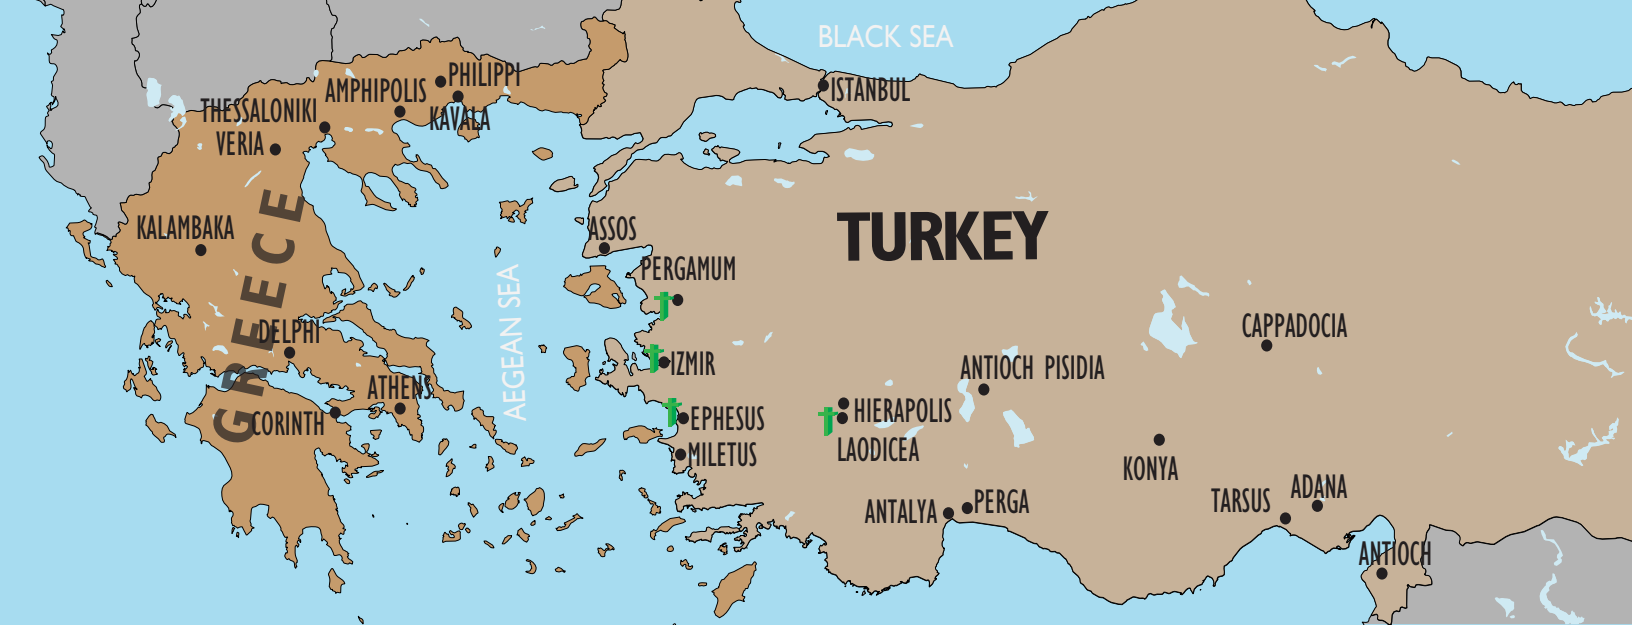 BLACK SEA
PHILIPPI
AMPHIPOLIS
ISTANBUL
THESSALONIKI
KAVALA
VERIA
KALAMBAKA
GREECE
ASSOS
TURKEY
PERGAMUM
AEGEAN SEA
DELPHI
CAPPADOCIA
IZMIR
ANTIOCH PISIDIA
ATHENS
CORINTH
EPHESUS
HIERAPOLIS
LAODICEA
MILETUS
KONYA
ADANA
TARSUS
PERGA
ANTALYA
ANTIOCH